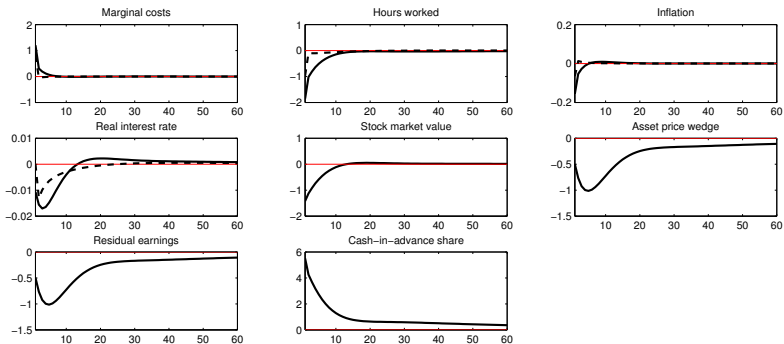 Marginal costs
Hours worked
Inflation
2
1
0
−1
10 20 30 40 50 60
1
0
−1
−2
10 20 30 40 50 60
0.2
0
−0.2
10 20 30 40 50 60
Real interest rate
Stock market value
Asset price wedge
0.01
0
−0.01
−0.02
10 20 30 40 50 60
1
0
−1
−2
10 20 30 40 50 60
0
−0.5
−1
−1.5
10 20 30 40 50 60
Residual earnings
Cash−in−advance share
0
−0.5
−1
−1.5
10 20 30 40 50 60
6
4
2
0
10 20 30 40 50 60